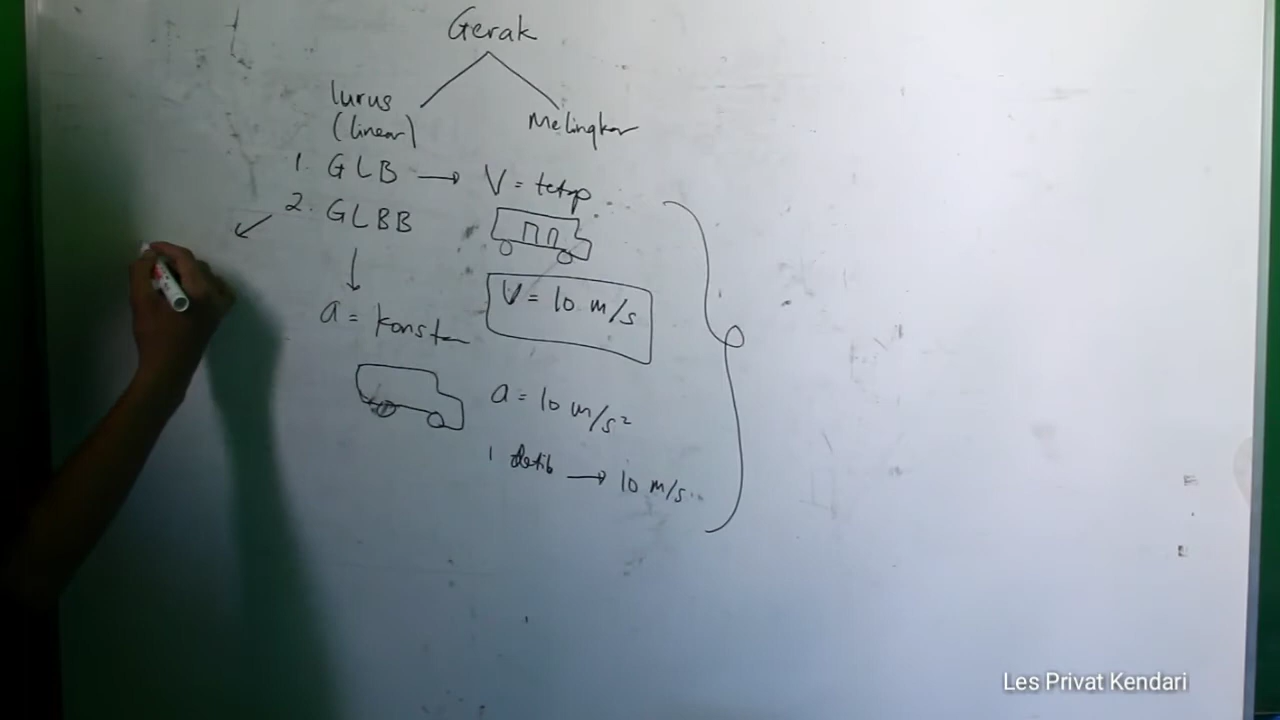 Gerak
lurus
(linear)
Melingkar
1. GLB → V = tetap
2. GLBB
a = konstan
V = 10 m/s
a = 10 m/s²
1 detik → 10 m/s
Les Privat Kendari